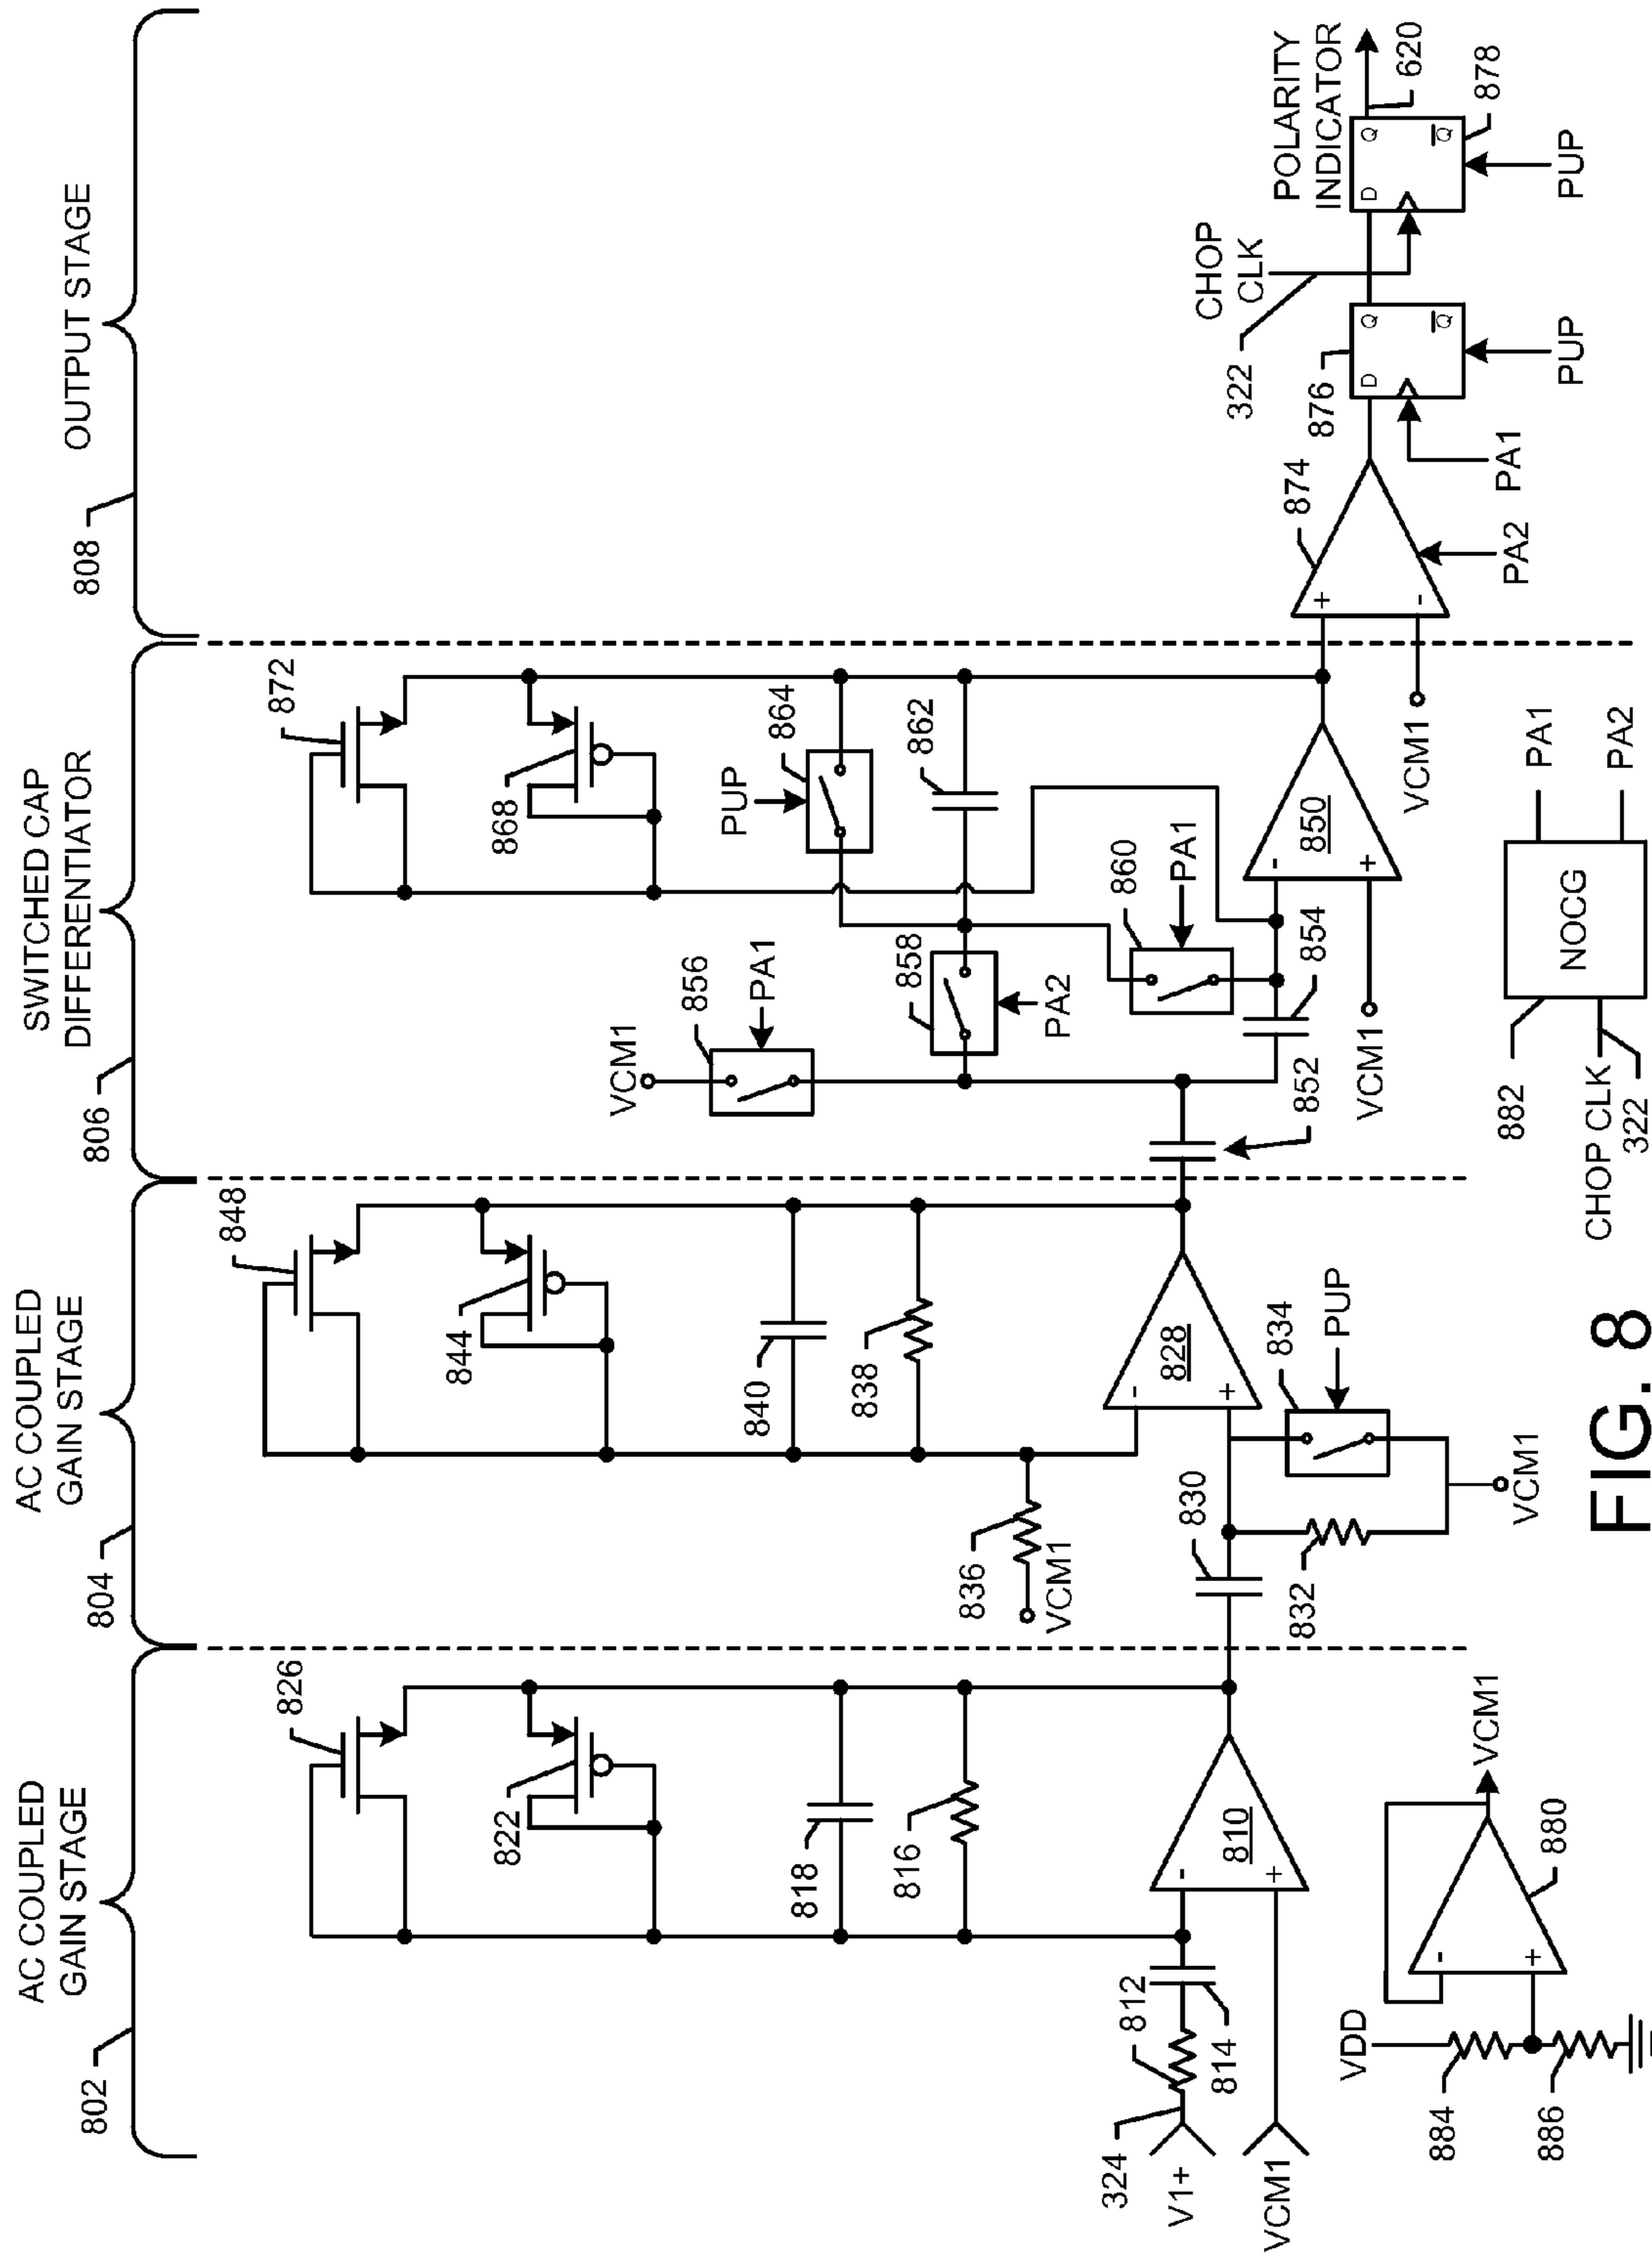 AC COUPLED
GAIN STAGE
802
AC COUPLED
GAIN STAGE
804
SWITCHED CAP
DIFFERENTIATOR
806
OUTPUT STAGE
808
826
822
818
816
324
V1+
812
814
-
+
810
VCM1
848
844
840
838
836
VCM1
-
+
828
830
832
834
PUP
VCM1
872
868
PUP
864
862
VCM1
856
PA1
858
PA2
860
PA1
854
852
-
+
850
VCM1
VCM1
+
-
874
PA2
876
D
Q
Q
PA1
PUP
CHOP
CLK
322
D
Q
Q
878
PUP
POLARITY
INDICATOR
620
VDD
884
886
-
+
880
VCM1
882
NOCG
CHOP CLK
322
PA1
PA2
FIG. 8